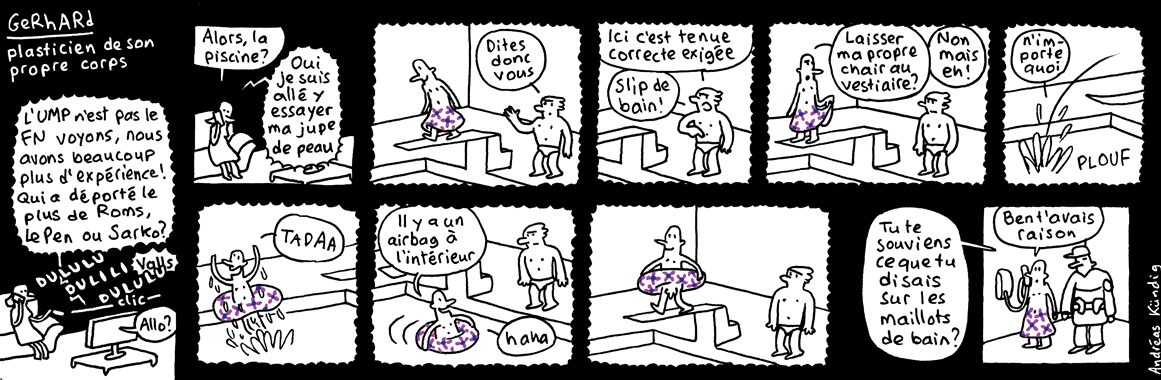 GeRhARd
plasticien de son
propre corps
L'UMP n'est pas le
FN voyons, nous
avons beaucoup
plus d'expérience!
Qui a déporté le
plus de Roms,
Le Pen ou Sarko?
Valls
DULULU
DULILI
DULULU
clic
Allo?
Alors, la
piscine?
Oui
je suis
allé y
essayer
ma jupe
de peau
Dites
donc
vous
Ici c'est tenue
correcte exigée
Slip de
bain!
Laisser
ma propre
chair au
vestiaire?
Non
mais
eh!
n'im-
porte
quoi
PLOUF
TADAA
Il y a un
airbag à
l'intérieur
haha
Tu te
souviens
ce que tu
disais
sur les
maillots
de bain?
Ben t'avais
raison
Andréas Kündig